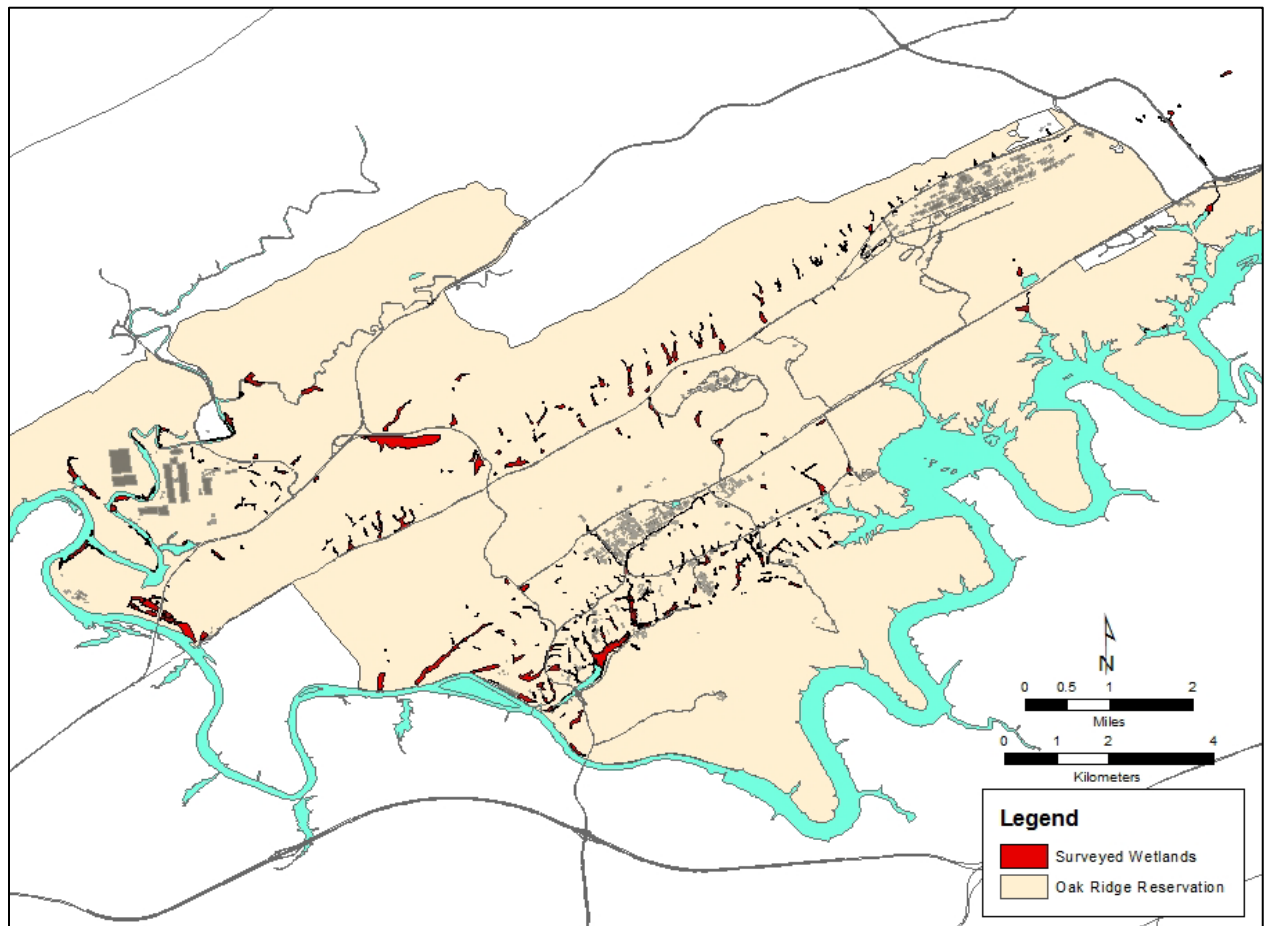 N
0 0.5 1 2
Miles
0 1 2 4
Kilometers
Legend
Surveyed Wetlands
Oak Ridge Reservation